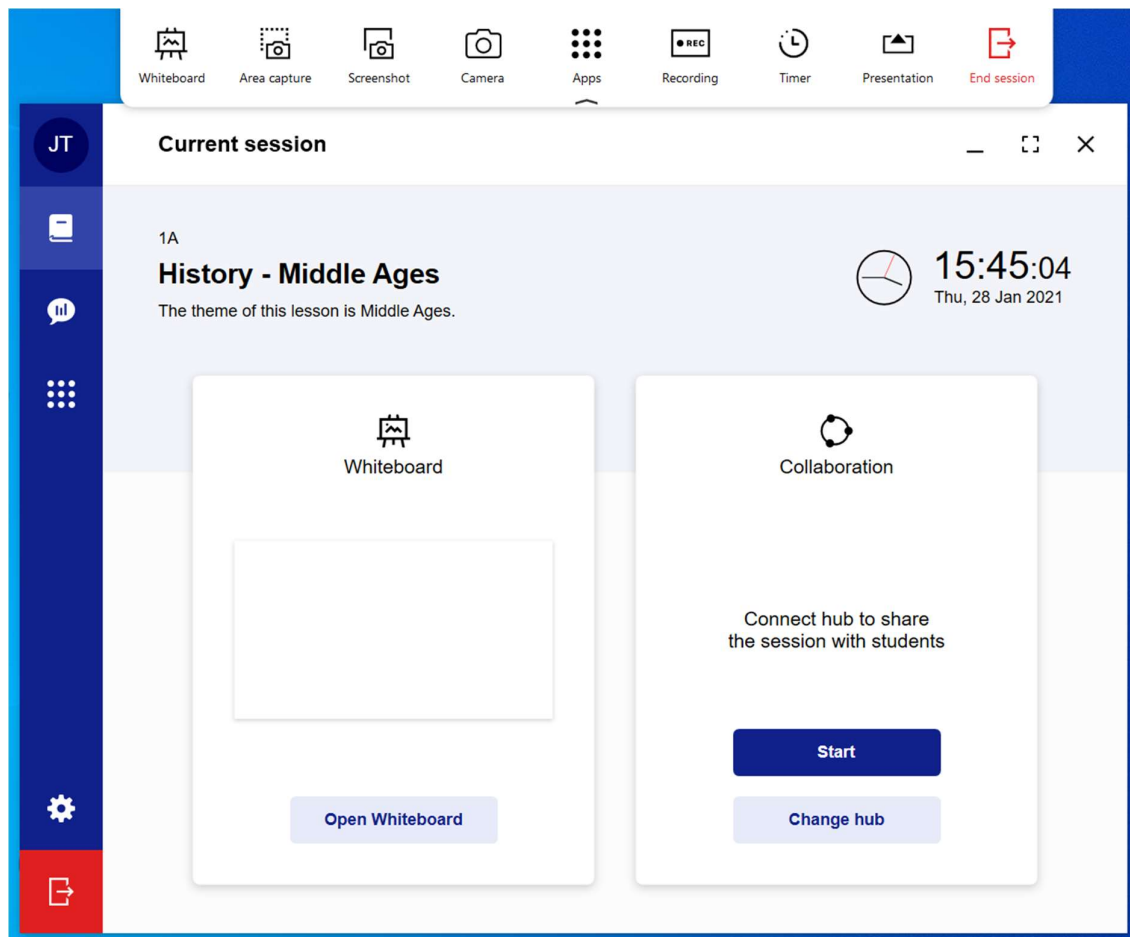 Whiteboard
Area capture
Screenshot
Camera
Apps
REC
Recording
Timer
Presentation
End session
JT
Current session
1A
History - Middle Ages
The theme of this lesson is Middle Ages.
15:45:04
Thu, 28 Jan 2021
Whiteboard
Open Whiteboard
Collaboration
Connect hub to share
the session with students
Start
Change hub